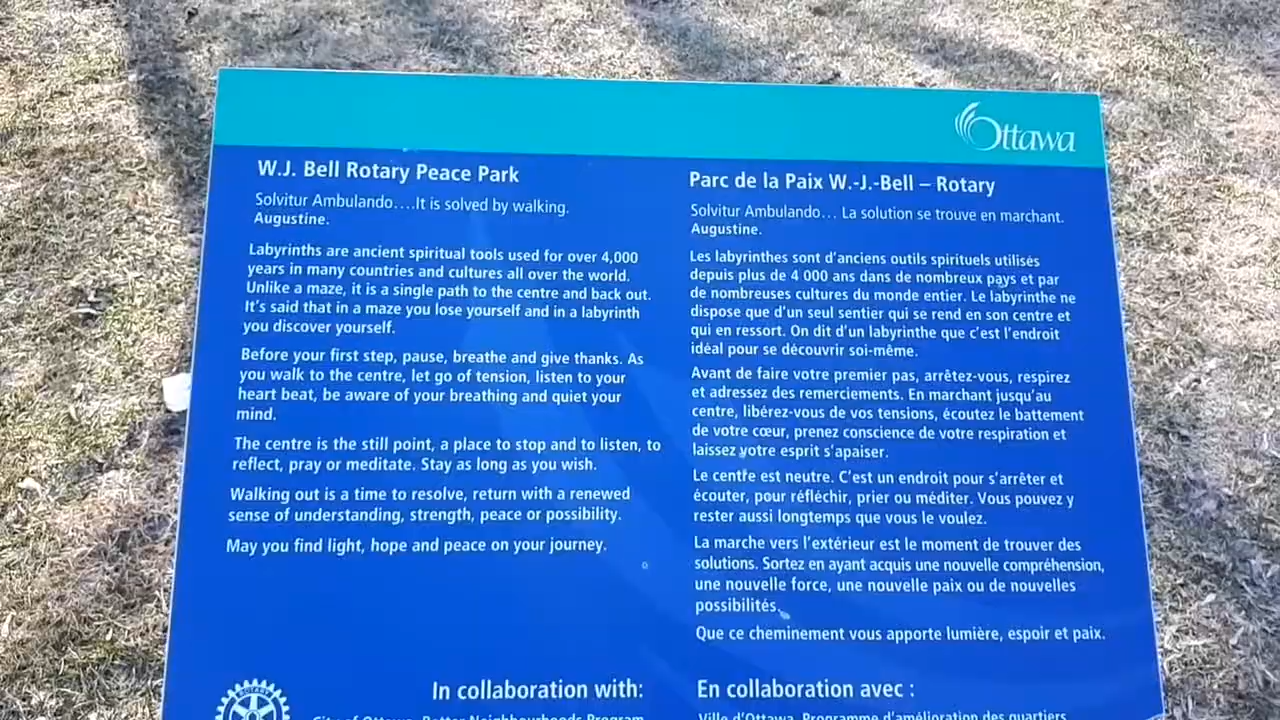 Ottawa
W.J. Bell Rotary Peace Park
Solvitur Ambulando....It is solved by walking.
Augustine.
Labyrinths are ancient spiritual tools used for over 4,000
years in many countries and cultures all over the world.
Unlike a maze, it is a single path to the centre and back out.
It's said that in a maze you lose yourself and in a labyrinth
you discover yourself.
Before your first step, pause, breathe and give thanks. As
you walk to the centre, let go of tension, listen to your
heart beat, be aware of your breathing and quiet your
mind.
The centre is the still point, a place to stop and to listen, to
reflect, pray or meditate. Stay as long as you wish.
Walking out is a time to resolve, return with a renewed
sense of understanding, strength, peace or possibility.
May you find light, hope and peace on your journey.
ROTARY
In collaboration with:
City of Ottawa, Better Neighbourhoods Program
Parc de la Paix W.-J.-Bell – Rotary
Solvitur Ambulando... La solution se trouve en marchant.
Augustine.
Les labyrinthes sont d'anciens outils spirituels utilisés
depuis plus de 4 000 ans dans de nombreux pays et par
de nombreuses cultures du monde entier. Le labyrinthe ne
dispose que d'un seul sentier qui se rend en son centre et
qui en ressort. On dit d'un labyrinthe que c'est l'endroit
idéal pour se découvrir soi-même.
Avant de faire votre premier pas, arrêtez-vous, respirez
et adressez des remerciements. En marchant jusqu'au
centre, libérez-vous de vos tensions, écoutez le battement
de votre cœur, prenez conscience de votre respiration et
laissez votre esprit s'apaiser.
Le centre est neutre. C'est un endroit pour s'arrêter et
écouter, pour réfléchir, prier ou méditer. Vous pouvez y
rester aussi longtemps que vous le voulez.
La marche vers l'extérieur est le moment de trouver des
solutions. Sortez en ayant acquis une nouvelle compréhension,
une nouvelle force, une nouvelle paix ou de nouvelles
possibilités.
Que ce cheminement vous apporte lumière, espoir et paix.
En collaboration avec :
Ville d'Ottawa, Programme d'amélioration des quartiers